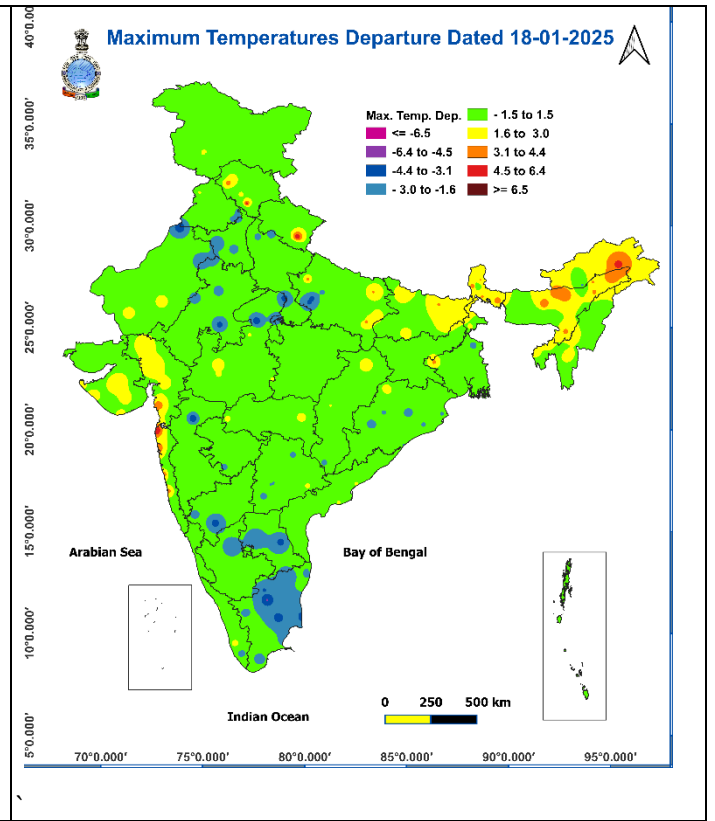 Maximum Temperatures Departure Dated 18-01-2025
Max. Temp. Dep.
<= -6.5
-6.4 to -4.5
-4.4 to -3.1
- 3.0 to -1.6
- 1.5 to 1.5
1.6 to 3.0
3.1 to 4.4
4.5 to 6.4
>= 6.5
40°0.00
35°0.000'
30°0.000'
25°0.000'
20°0.000'
15°0.000'
10°0.000'
5°0.000'
Arabian Sea
Bay of Bengal
Indian Ocean
0 250 500 km
70°0.000' 75°0.000' 80°0.000' 85°0.000' 90°0.000' 95°0.000'
`